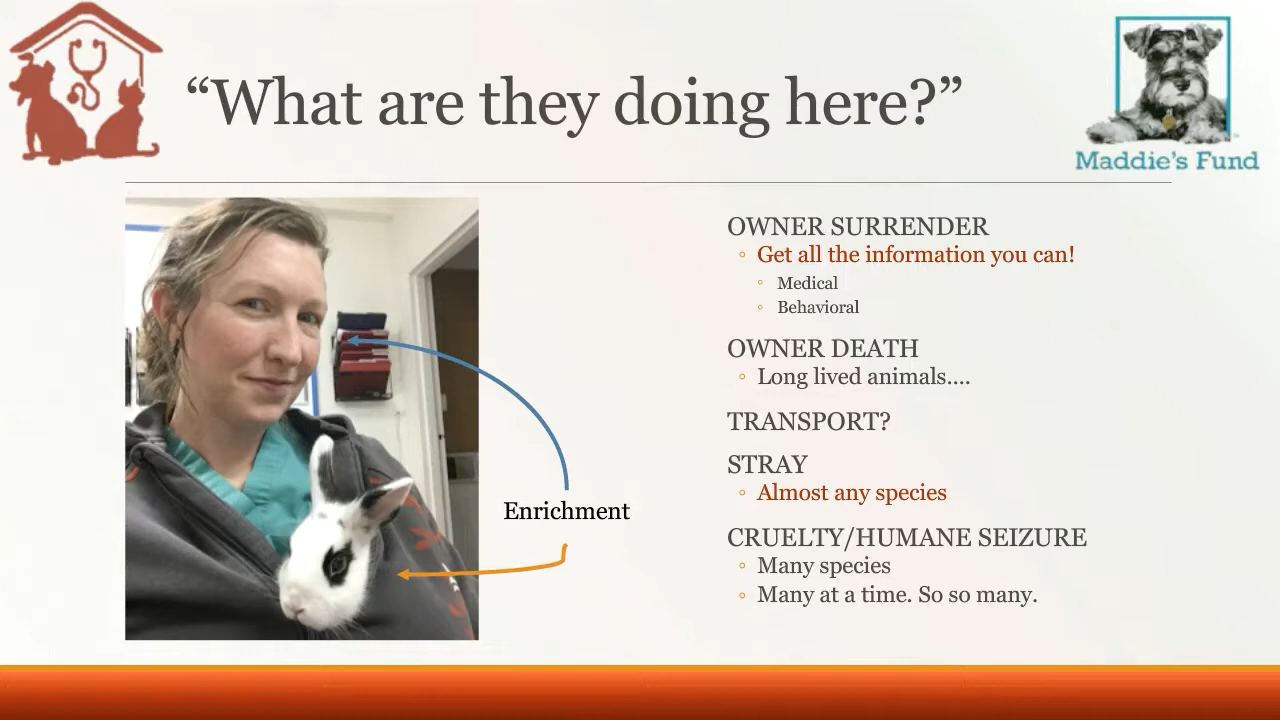 “What are they doing here?”
Maddie's Fund
OWNER SURRENDER
Get all the information you can!
Medical
Behavioral
OWNER DEATH
Long lived animals….
TRANSPORT?
STRAY
Almost any species
Enrichment
CRUELTY/HUMANE SEIZURE
Many species
Many at a time. So so many.